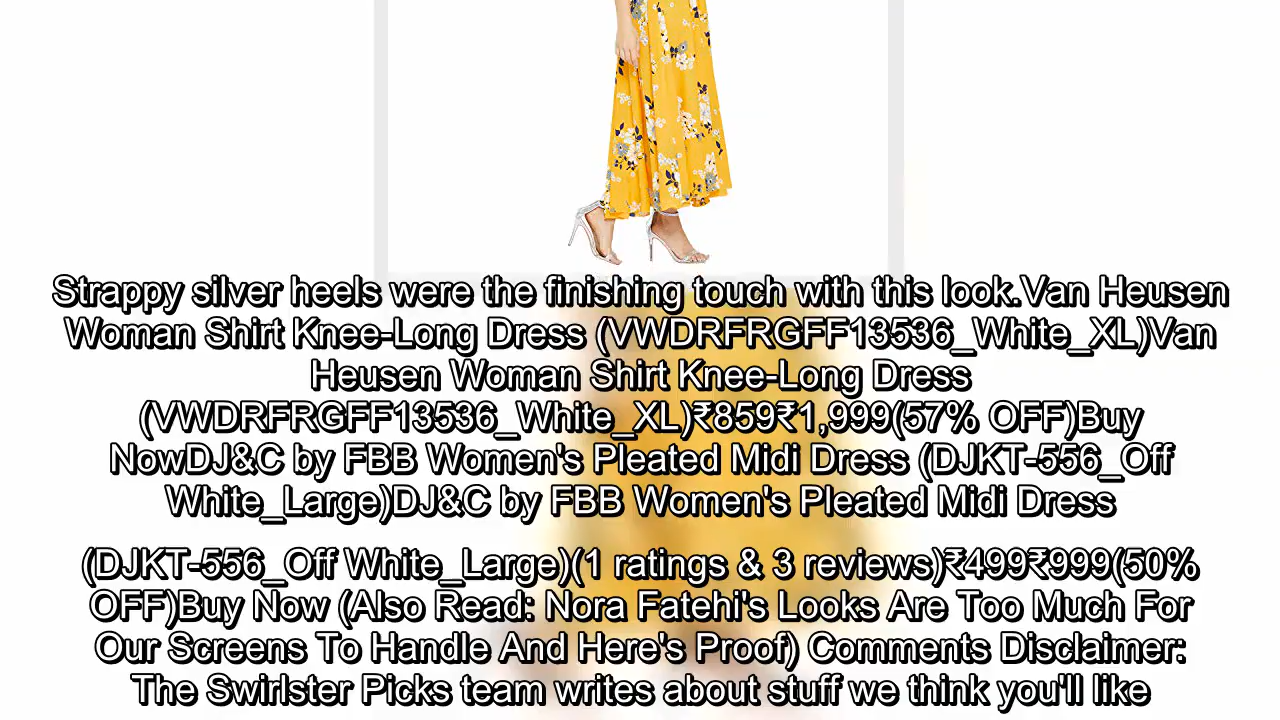 Strappy silver heels were the finishing touch with this look.Van Heusen
Woman Shirt Knee-Long Dress (VWDRFRGFF13536_White_XL)Van
Heusen Woman Shirt Knee-Long Dress
(VWDRFRGFF13536_White_XL)₹859₹1,999(57% OFF)Buy
NowDJ&C by FBB Women's Pleated Midi Dress (DJKT-556_Off
White_Large)DJ&C by FBB Women's Pleated Midi Dress
(DJKT-556_Off White_Large)(1 ratings & 3 reviews)₹499₹999(50%
OFF)Buy Now (Also Read: Nora Fatehi's Looks Are Too Much For
Our Screens To Handle And Here's Proof) Comments Disclaimer:
The Swirlster Picks team writes about stuff we think you'll like